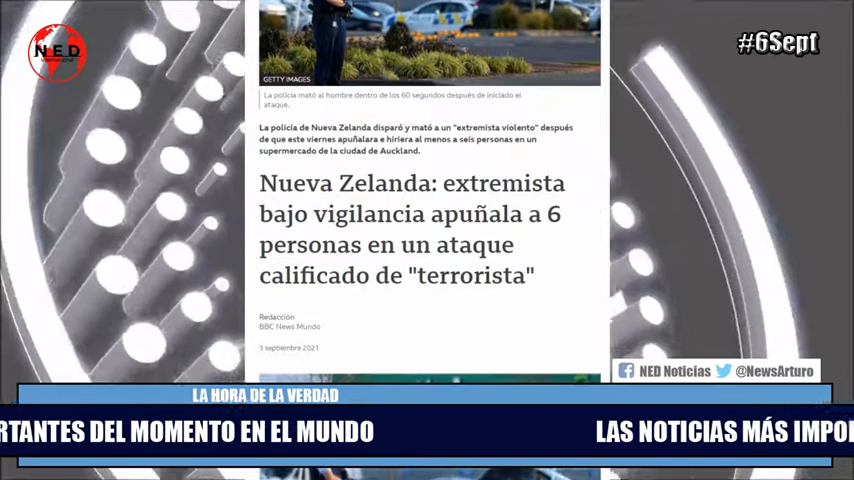 NED
#6Sept
GETTY IMAGES
La policía mató al hombre dentro de los 60 segundos después de iniciado el
ataque.
La policía de Nueva Zelanda disparó y mató a un "extremista violento" después
de que este viernes apuñalara e hiriera al menos a seis personas en un
supermercado de la ciudad de Auckland.
Nueva Zelanda: extremista
bajo vigilancia apuñala a 6
personas en un ataque
calificado de "terrorista"
Redacción
BBC News Mundo
3 septiembre 2021
NED Noticias @NewsArturo
LA HORA DE LA VERDAD
RTANTES DEL MOMENTO EN EL MUNDO LAS NOTICIAS MÁS IMPO